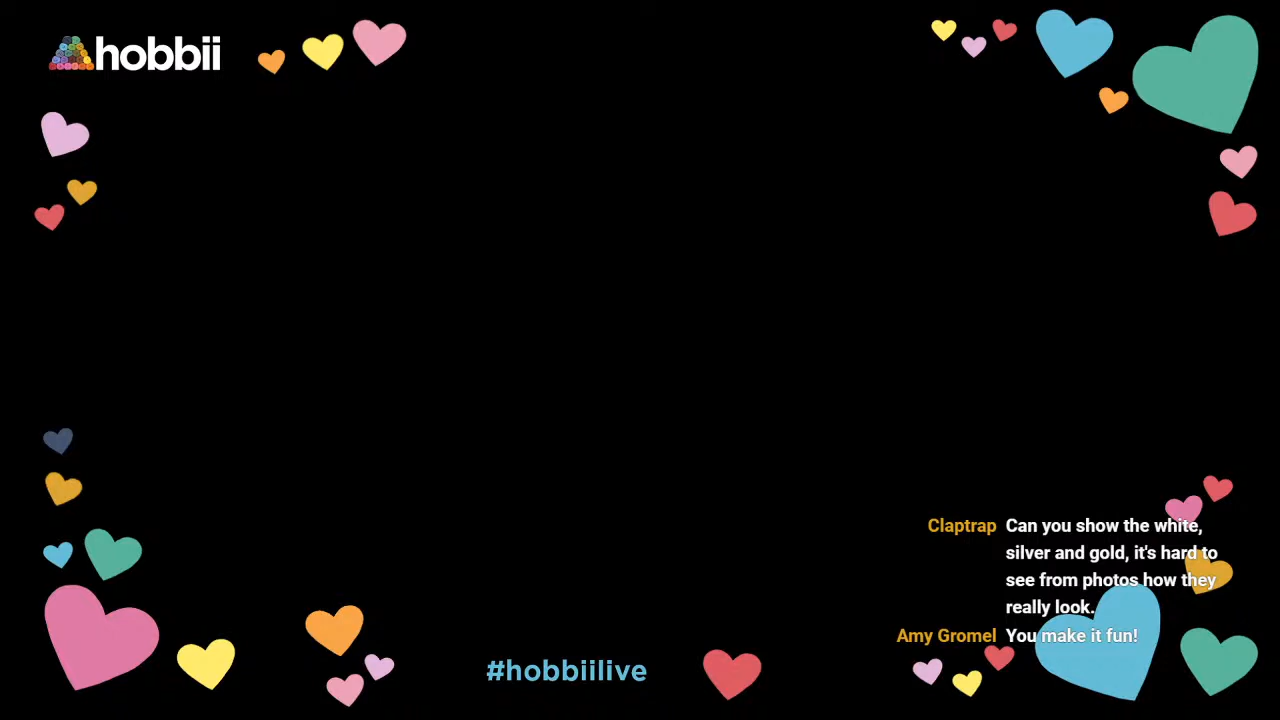 hobbii
Claptrap Can you show the white,
silver and gold, it's hard to
see from photos how they
really look.
Amy Gromel You make it fun!
#hobbiilive